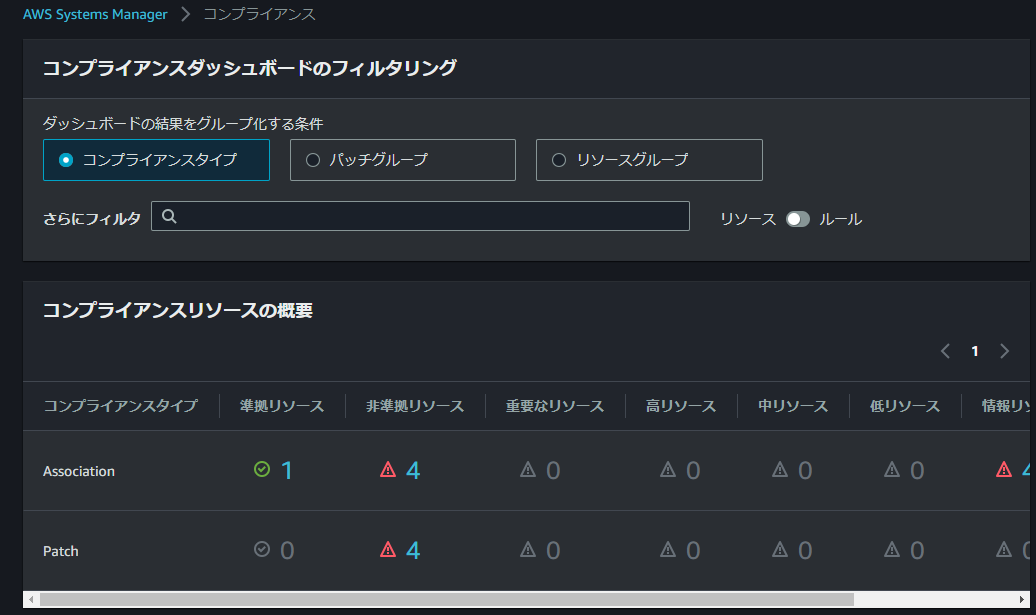 AWS Systems Manager > コンプライアンス
コンプライアンスダッシュボードのフィルタリング
ダッシュボードの結果をグループ化する条件
コンプライアンスタイプ パッチグループ リソースグループ
さらにフィルタ リソース ルール
コンプライアンスリソースの概要
1
コンプライアンスタイプ 準拠リソース 非準拠リソース 重要なリソース 高リソース 中リソース 低リソース 情報リソ
Association 1 4 0 0 0 0 4
Patch 0 4 0 0 0 0 0